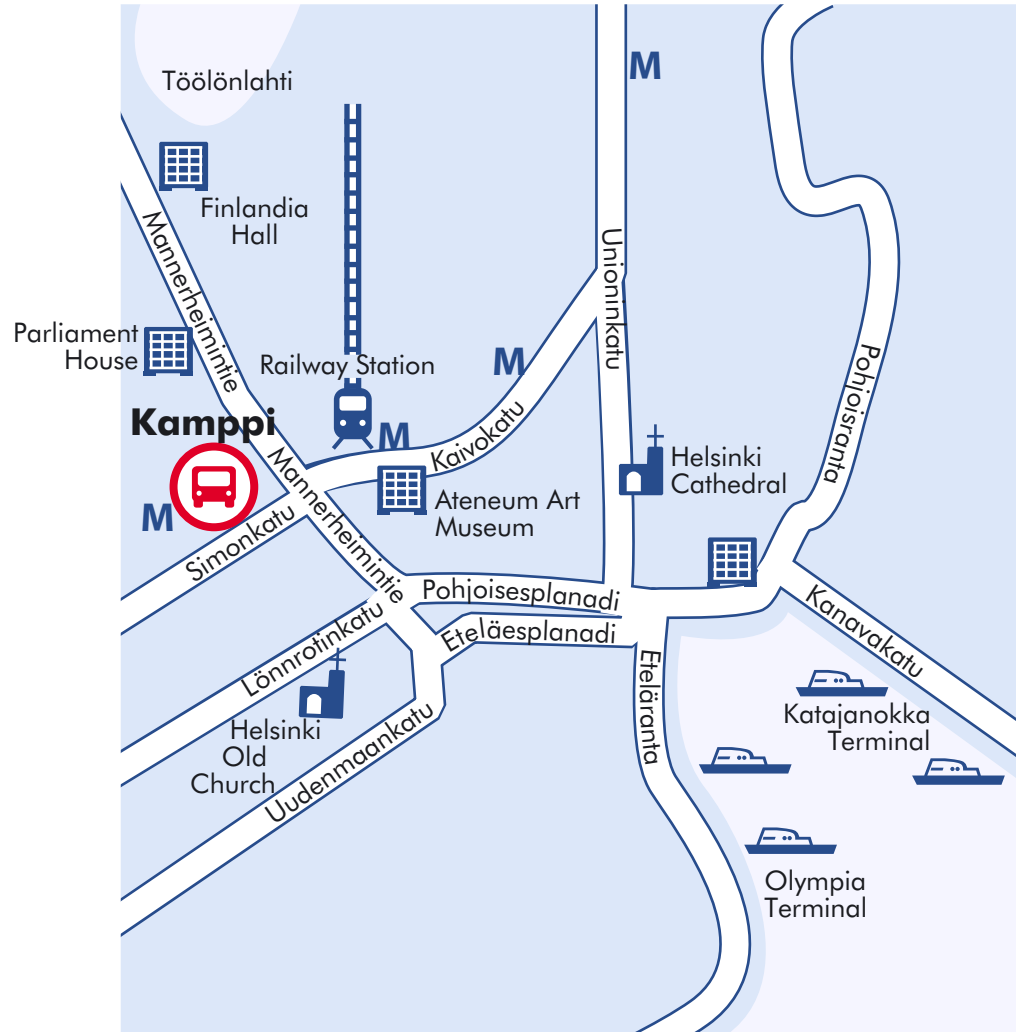 Töölönlahti
M
Finlandia
Hall
Mannerheimintie
Unioninkatu
Parliament
House
Railway Station
M
Pohjoisranta
Kamppi
M
Kaivokatu
Mannerheimintie
Helsinki
Cathedral
Ateneum Art
Museum
M
Simonkatu
Pohjoisesplanadi
Kanavakatu
Lönnrotinkatu
Eteläesplanadi
Eteläranta
Helsinki
Old
Church
Uudenmaankatu
Katajanokka
Terminal
Olympia
Terminal